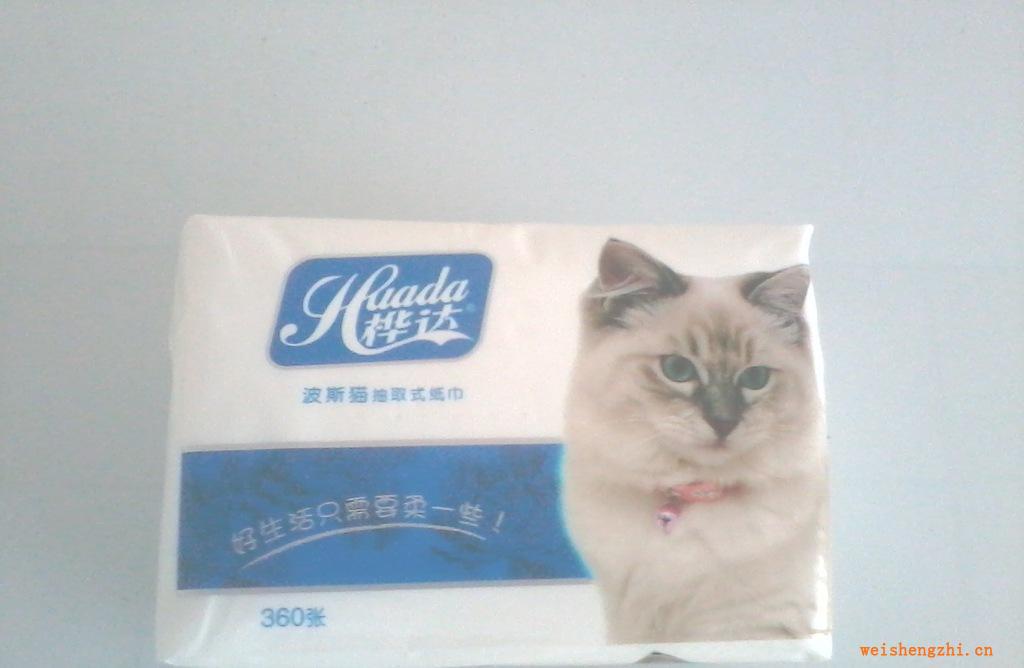 Huada®
桦达
波斯猫抽取式纸巾
好生活只需要柔一些！
360张
weishengzhi.cn